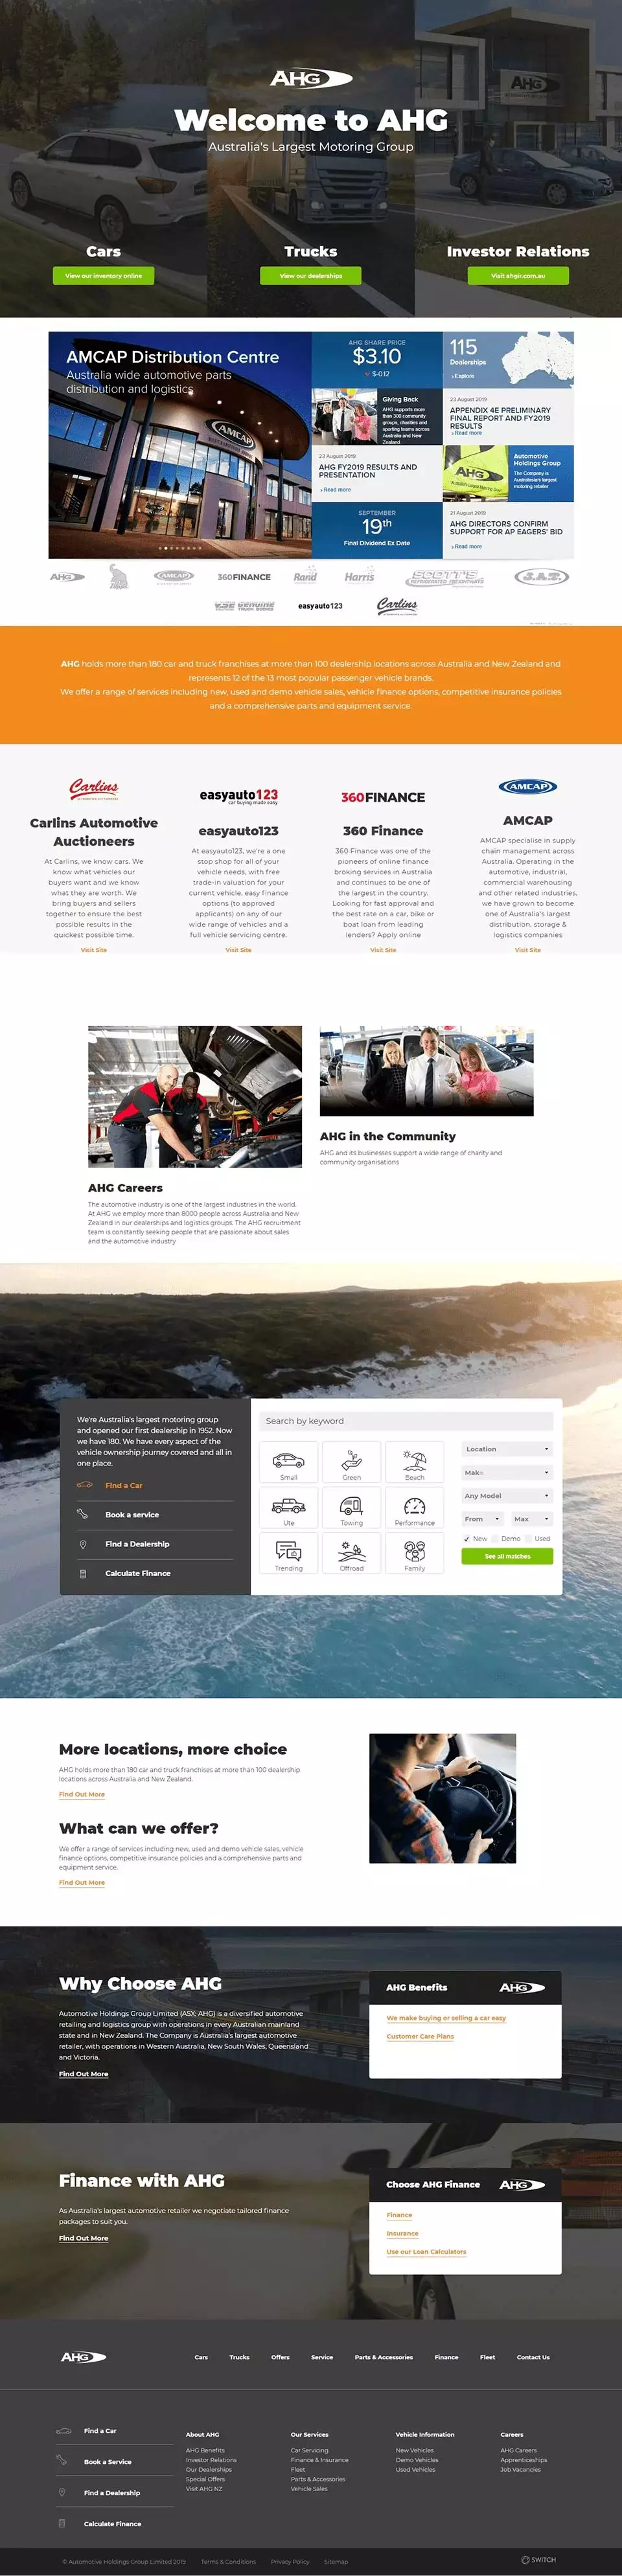 AHG
AHG
Welcome to AHG
Australia's Largest Motoring Group
Cars
Trucks
Investor Relations
View our inventory online
View our dealerships
Visit ahgir.com.au
AMCAP Distribution Centre
Australia wide automotive parts
distribution and logistics
AMCAP
AHG SHARE PRICE
$3.10
$-0.12
115
Dealerships
Explore
Giving Back
AHG supports more
than 300 community
groups, charities and
sporting teams across
Australia and New
Zealand.
23 August 2019
APPENDIX 4E PRELIMINARY
FINAL REPORT AND FY2019
RESULTS
Read more
23 August 2019
AHG FY2019 RESULTS AND
PRESENTATION
Read more
AHG
Automotive
Holdings Group
The Company is
Australasia's largest
motoring retailer
SEPTEMBER
19th
Final Dividend Ex Date
21 August 2019
AHG DIRECTORS CONFIRM
SUPPORT FOR AP EAGERS' BID
Read more
AHG
AMCAP
360FINANCE
Rand
Harris
SCOTT'S
REFRIGERATED FREIGHTWAYS
J.A.T.
VSE GENUINE
TRUCK BODIES
easyauto123
Carlins
AHG holds more than 180 car and truck franchises at more than 100 dealership locations across Australia and New Zealand and
represents 12 of the 13 most popular passenger vehicle brands.
We offer a range of services including new, used and demo vehicle sales, vehicle finance options, competitive insurance policies
and a comprehensive parts and equipment service.
Carlins
AUTOMOTIVE AUCTIONEERS
Carlins Automotive
Auctioneers
At Carlins, we know cars. We
know what vehicles our
buyers want and we know
what they are worth. We
bring buyers and sellers
together to ensure the best
possible results in the
quickest possible time.
Visit Site
easyauto123
car buying made easy
easyauto123
At easyauto123, we're a one
stop shop for all of your
vehicle needs, with free
trade-in valuation for your
current vehicle, easy finance
options (to approved
applicants) on any of our
wide range of vehicles and a
full vehicle servicing centre.
Visit Site
360FINANCE
360 Finance
360 Finance was one of the
pioneers of online finance
broking services in Australia
and continues to be one of
the largest in the country.
Looking for fast approval and
the best rate on a car, bike or
boat loan from leading
lenders? Apply online
Visit Site
AMCAP
AMCAP
AMCAP specialise in supply
chain management across
Australia. Operating in the
automotive, industrial,
commercial warehousing
and other related industries,
we have grown to become
one of Australia's largest
distribution, storage &
logistics companies
Visit Site
AHG Careers
The automotive industry is one of the largest industries in the world.
At AHG we employ more than 8000 people across Australia and New
Zealand in our dealerships and logistics groups. The AHG recruitment
team is constantly seeking people that are passionate about sales
and the automotive industry
AHG in the Community
AHG and its businesses support a wide range of charity and
community organisations
We're Australia's largest motoring group
and opened our first dealership in 1952. Now
we have 180. We have every aspect of the
vehicle ownership journey covered and all in
one place.
Find a Car
Book a service
Find a Dealership
Calculate Finance
Search by keyword
Small
Green
Beach
Ute
Towing
Performance
Trending
Offroad
Family
Location
Make
Any Model
From
Max
New
Demo
Used
See all matches
More locations, more choice
AHG holds more than 180 car and truck franchises at more than 100 dealership
locations across Australia and New Zealand.
Find Out More
What can we offer?
We offer a range of services including new, used and demo vehicle sales, vehicle
finance options, competitive insurance policies and a comprehensive parts and
equipment service.
Find Out More
Why Choose AHG
Automotive Holdings Group Limited (ASX: AHG) is a diversified automotive
retailing and logistics group with operations in every Australian mainland
state and in New Zealand. The Company is Australia's largest automotive
retailer, with operations in Western Australia, New South Wales, Queensland
and Victoria.
Find Out More
AHG Benefits
AHG
We make buying or selling a car easy
Customer Care Plans
Finance with AHG
As Australia's largest automotive retailer we negotiate tailored finance
packages to suit you.
Find Out More
Choose AHG Finance
AHG
Finance
Insurance
Use our Loan Calculators
AHG
Cars
Trucks
Offers
Service
Parts & Accessories
Finance
Fleet
Contact Us
Find a Car
Book a Service
Find a Dealership
Calculate Finance
About AHG
AHG Benefits
Investor Relations
Our Dealerships
Special Offers
Visit AHG NZ
Our Services
Car Servicing
Finance & Insurance
Fleet
Parts & Accessories
Vehicle Sales
Vehicle Information
New Vehicles
Demo Vehicles
Used Vehicles
Careers
AHG Careers
Apprenticeships
Job Vacancies
© Automotive Holdings Group Limited 2019
Terms & Conditions
Privacy Policy
Sitemap
SWITCH